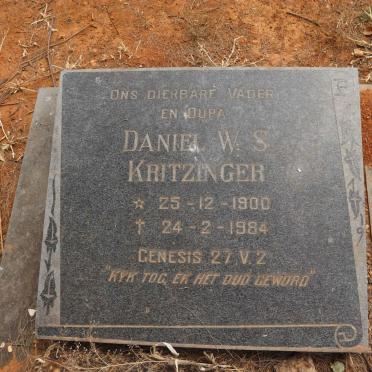 ONS DIERBARE VADER
EN OUPA
DANIEL W. S.
KRITZINGER
☆ 25-12-1900
✝ 24-2-1984
GENESIS 27 V. 2
"KYK TOG, EK HET OUD GEWORD"